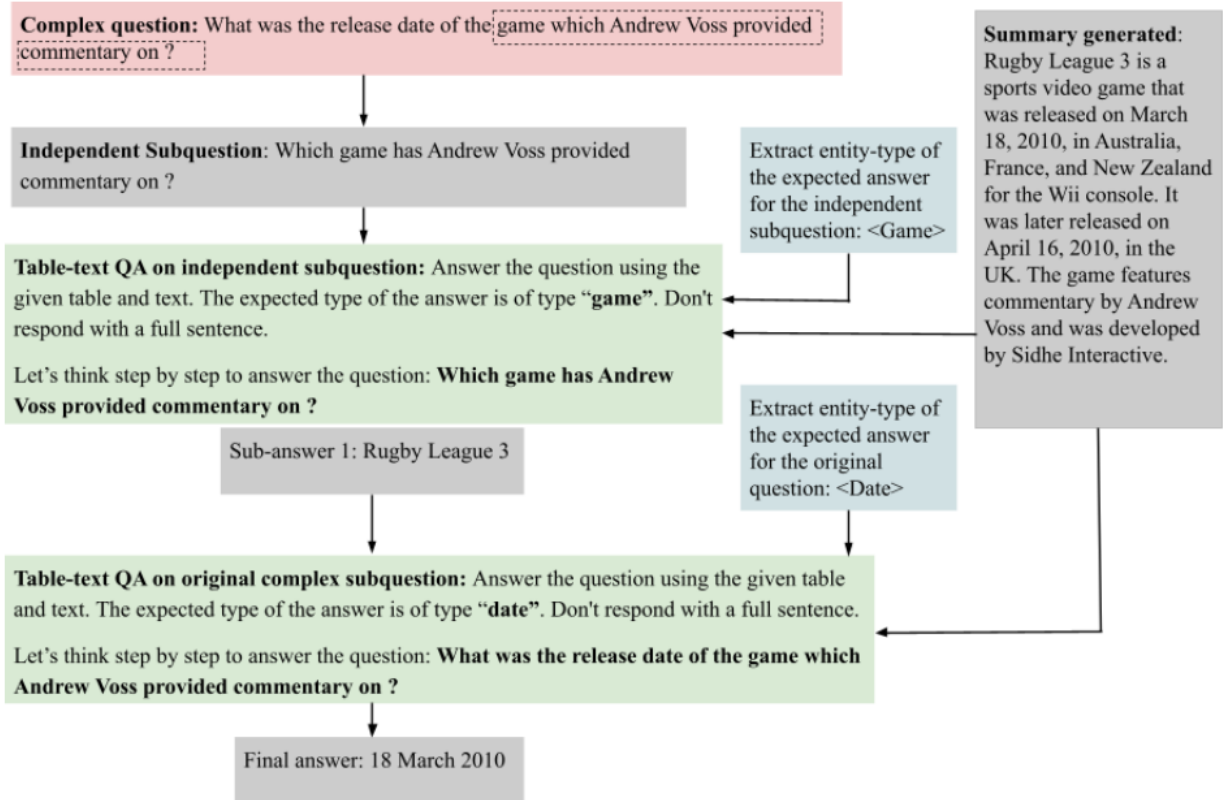 Complex question: What was the release date of the game which Andrew Voss provided
commentary on ?
Independent Subquestion: Which game has Andrew Voss provided
commentary on ?
Extract entity-type of
the expected answer
for the independent
subquestion: <Game>
Summary generated:
Rugby League 3 is a
sports video game that
was released on March
18, 2010, in Australia,
France, and New Zealand
for the Wii console. It
was later released on
April 16, 2010, in the
UK. The game features
commentary by Andrew
Voss and was developed
by Sidhe Interactive.
Table-text QA on independent subquestion: Answer the question using the
given table and text. The expected type of the answer is of type “game”. Don't
respond with a full sentence.
Let’s think step by step to answer the question: Which game has Andrew
Voss provided commentary on ?
Sub-answer 1: Rugby League 3
Extract entity-type of
the expected answer
for the original
question: <Date>
Table-text QA on original complex subquestion: Answer the question using the given table
and text. The expected type of the answer is of type “date”. Don't respond with a full sentence.
Let’s think step by step to answer the question: What was the release date of the game which
Andrew Voss provided commentary on ?
Final answer: 18 March 2010